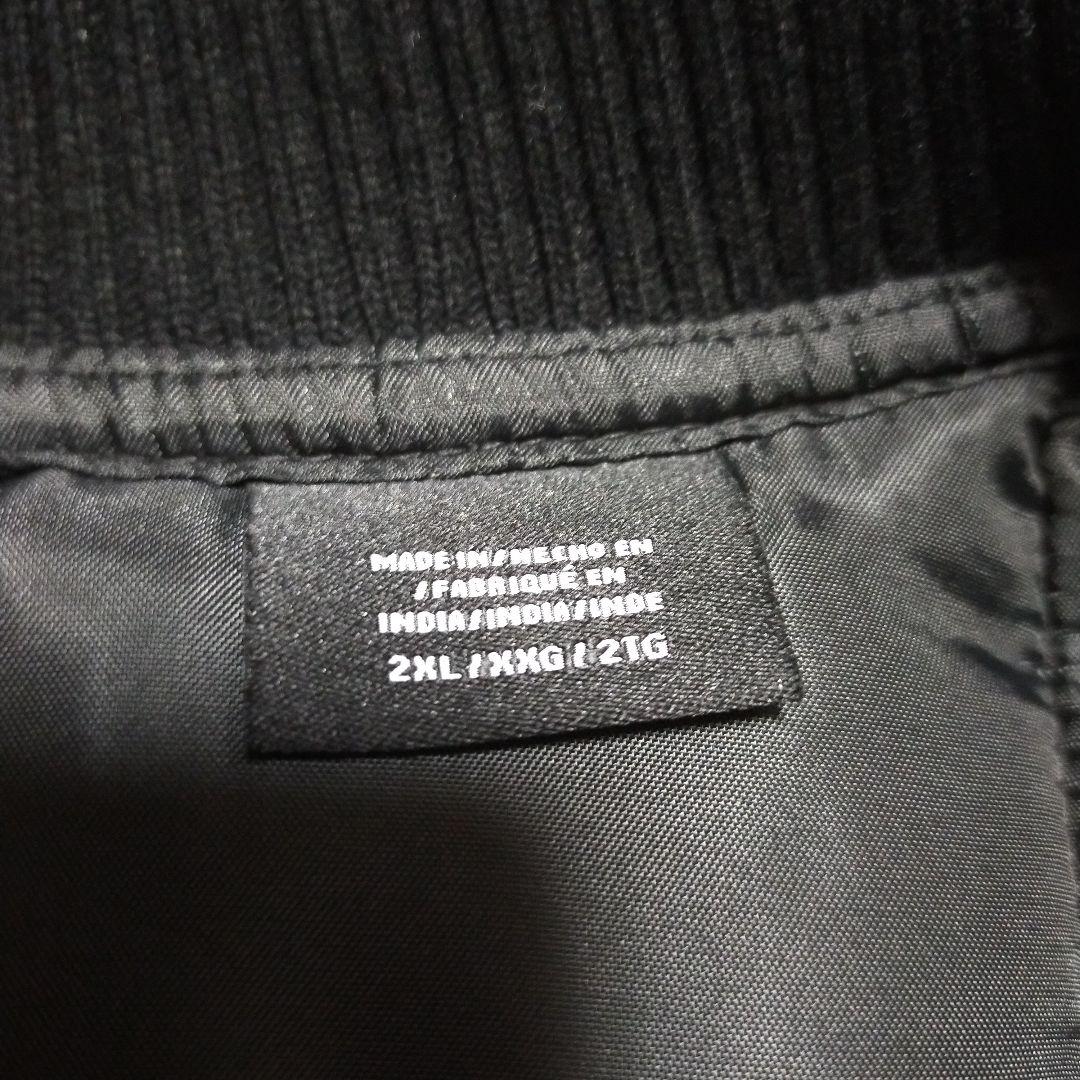 MADE IN/HECHO EN
/FABRIQUÉ EN
INDIA/INDIA/INDE
2XL / XXG / 2TG